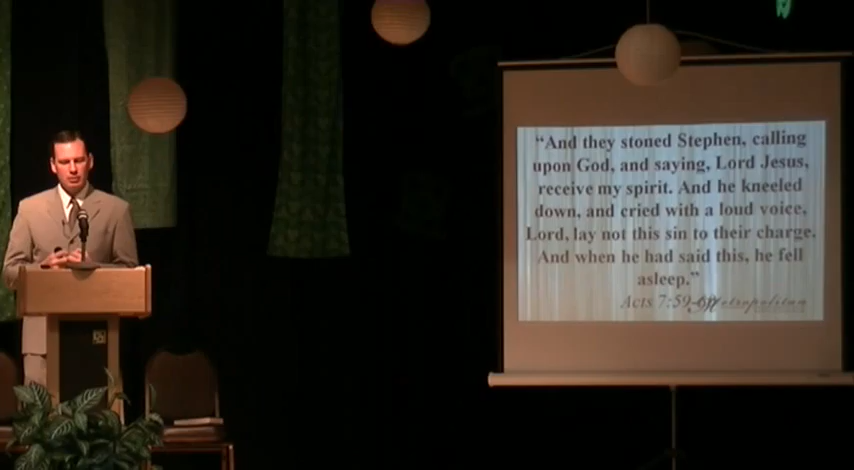 “And they stoned Stephen, calling
upon God, and saying, Lord Jesus,
receive my spirit. And he kneeled
down, and cried with a loud voice,
Lord, lay not this sin to their charge.
And when he had said this, he fell
asleep.”
Acts 7:59-60 Metropolitan